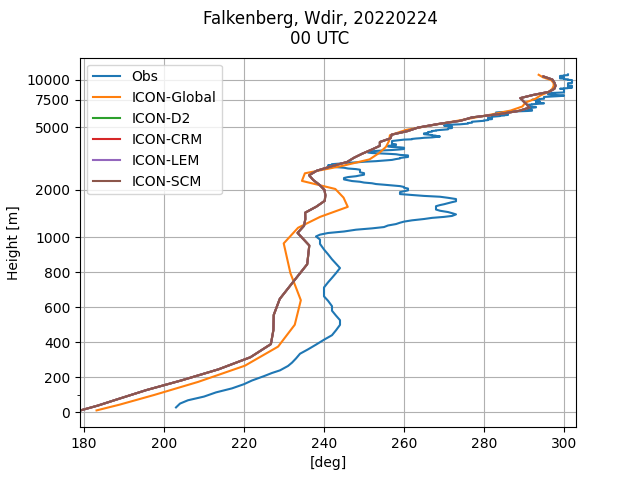 Falkenberg, Wdir, 20220224
00 UTC
Obs
ICON-Global
ICON-D2
ICON-CRM
ICON-LEM
ICON-SCM
10000
7500
5000
2000
1000
800
600
400
200
0
Height [m]
180 200 220 240 260 280 300
[deg]